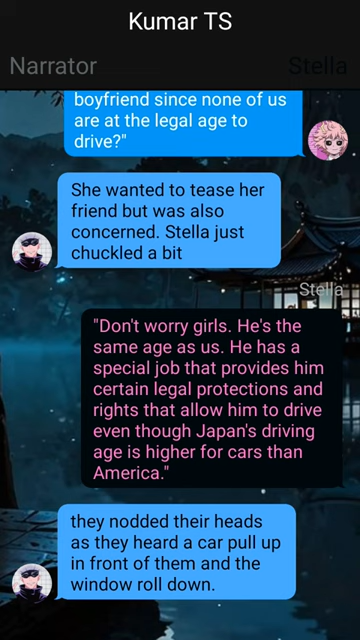 Kumar TS
Narrator
Stella
boyfriend since none of us
are at the legal age to
drive?"
She wanted to tease her
friend but was also
concerned. Stella just
chuckled a bit
Stella
"Don't worry girls. He's the
same age as us. He has a
special job that provides him
certain legal protections and
rights that allow him to drive
even though Japan's driving
age is higher for cars than
America."
they nodded their heads
as they heard a car pull up
in front of them and the
window roll down.